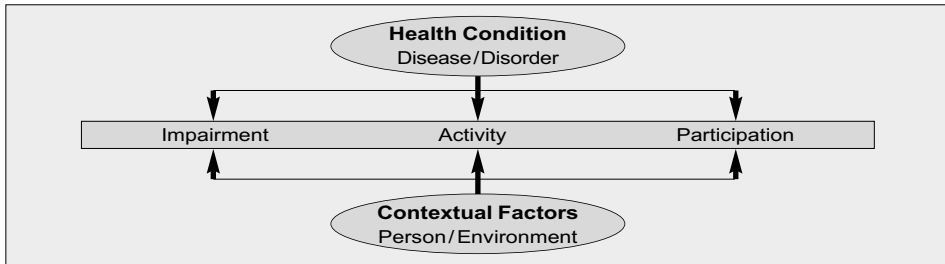 Health Condition
Disease/Disorder
Impairment Activity Participation
Contextual Factors
Person/Environment